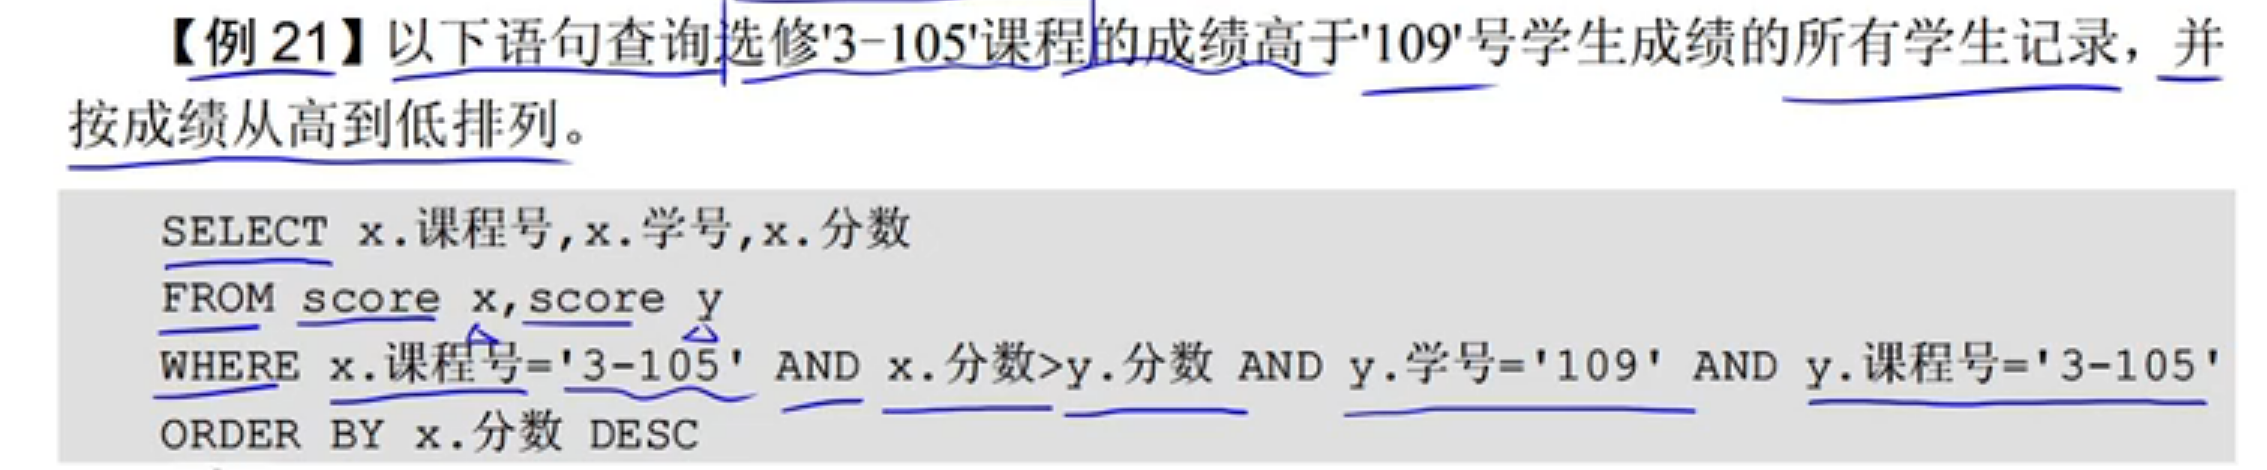 【例 21】以下语句查询选修'3-105'课程的成绩高于'109'号学生成绩的所有学生记录，并
按成绩从高到低排列。
SELECT x.课程号,x.学号,x.分数
FROM score x,score y
WHERE x.课程号='3-105' AND x.分数>y.分数 AND y.学号='109' AND y.课程号='3-105'
ORDER BY x.分数 DESC